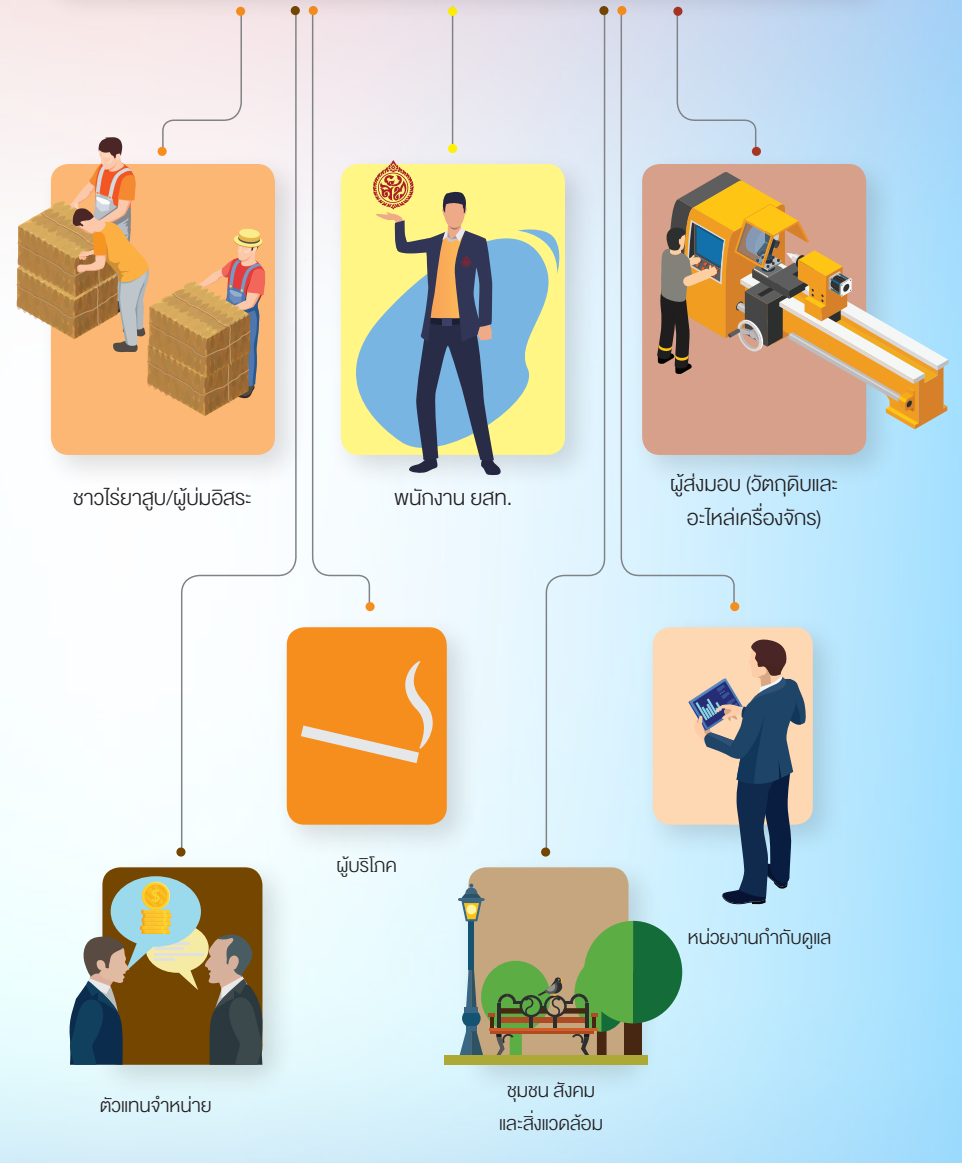 ชาวไร่ยาสูบ/ผู้บ่มอิสระ
พนักงาน ยสท.
ผู้ส่งมอบ (วัตถุดิบและ
อะไหล่เครื่องจักร)
ผู้บริโภค
หน่วยงานกำกับดูแล
ตัวแทนจำหน่าย
ชุมชน สังคม
และสิ่งแวดล้อม